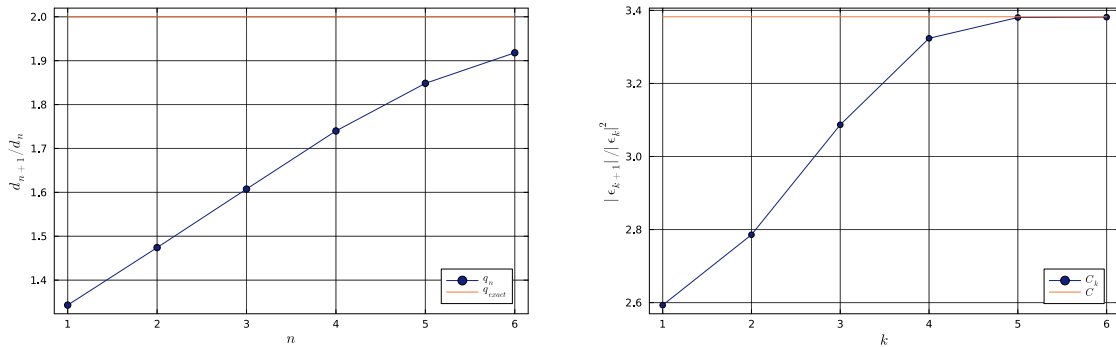 2.0
1.9
1.8
1.7
1.6
1.5
1.4
d_{n+1}/d_n
1 2 3 4 5 6
n
q_n
q_{exact}
3.4
3.2
3.0
2.8
2.6
|ϵ_{k+1}|/|ϵ_k|^2
1 2 3 4 5 6
k
C_k
C